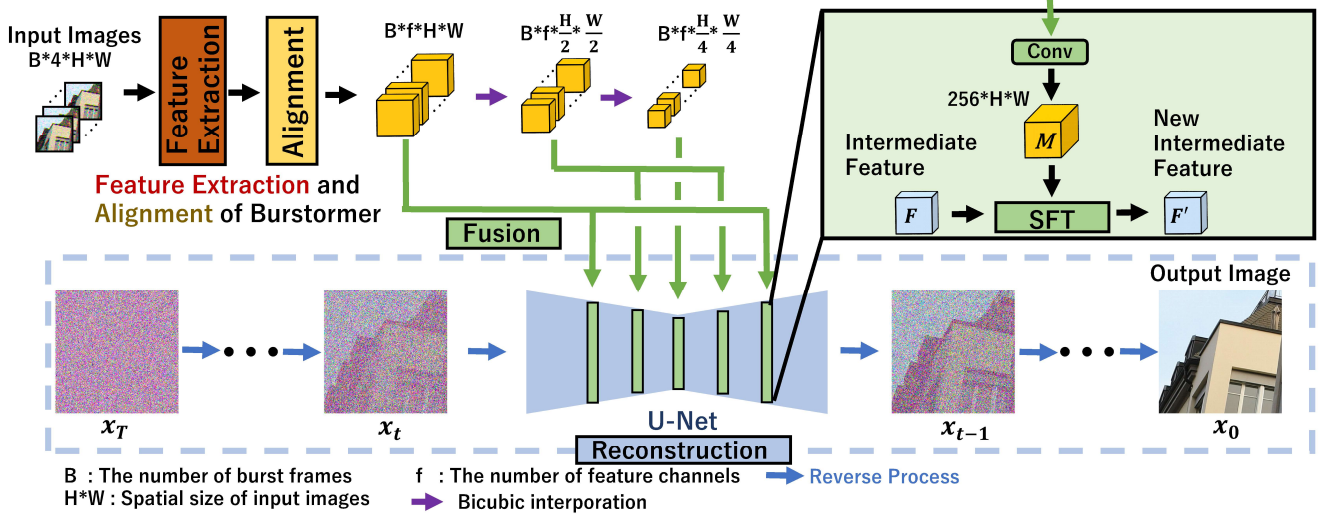 Input Images
B*4*H*W
Feature
Extraction
Alignment
B*f*H*W
B*f*H/2*W/2
B*f*H/4*W/4
Feature Extraction and
Alignment of Burstormer
Fusion
Conv
256*H*W
M
Intermediate
Feature
F
SFT
New
Intermediate
Feature
F′
Output Image
x_T
x_t
U-Net
x_{t−1}
x_0
Reconstruction
B : The number of burst frames
f : The number of feature channels
Reverse Process
H*W : Spatial size of input images
Bicubic interporation